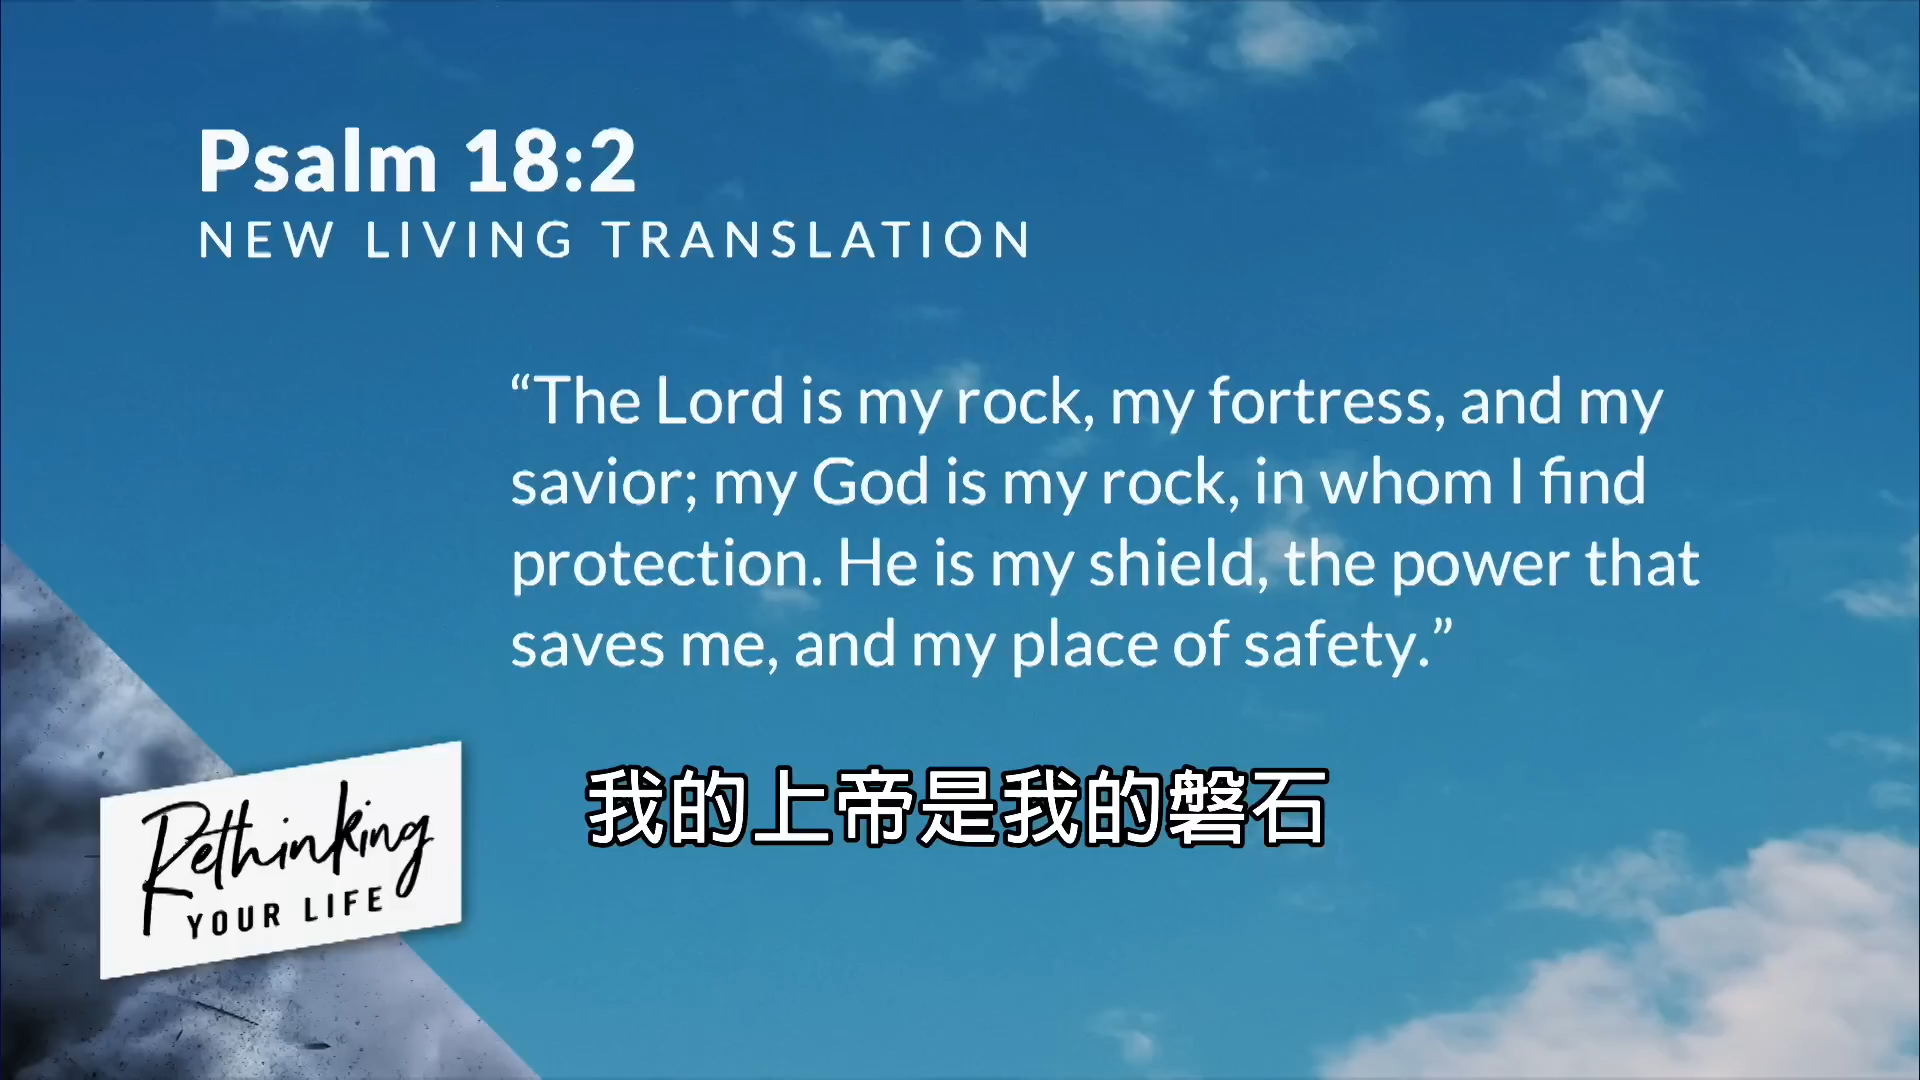 Psalm 18:2
NEW LIVING TRANSLATION
“The Lord is my rock, my fortress, and my
savior; my God is my rock, in whom I find
protection. He is my shield, the power that
saves me, and my place of safety.”
我的上帝是我的磐石
Rethinking
YOUR LIFE